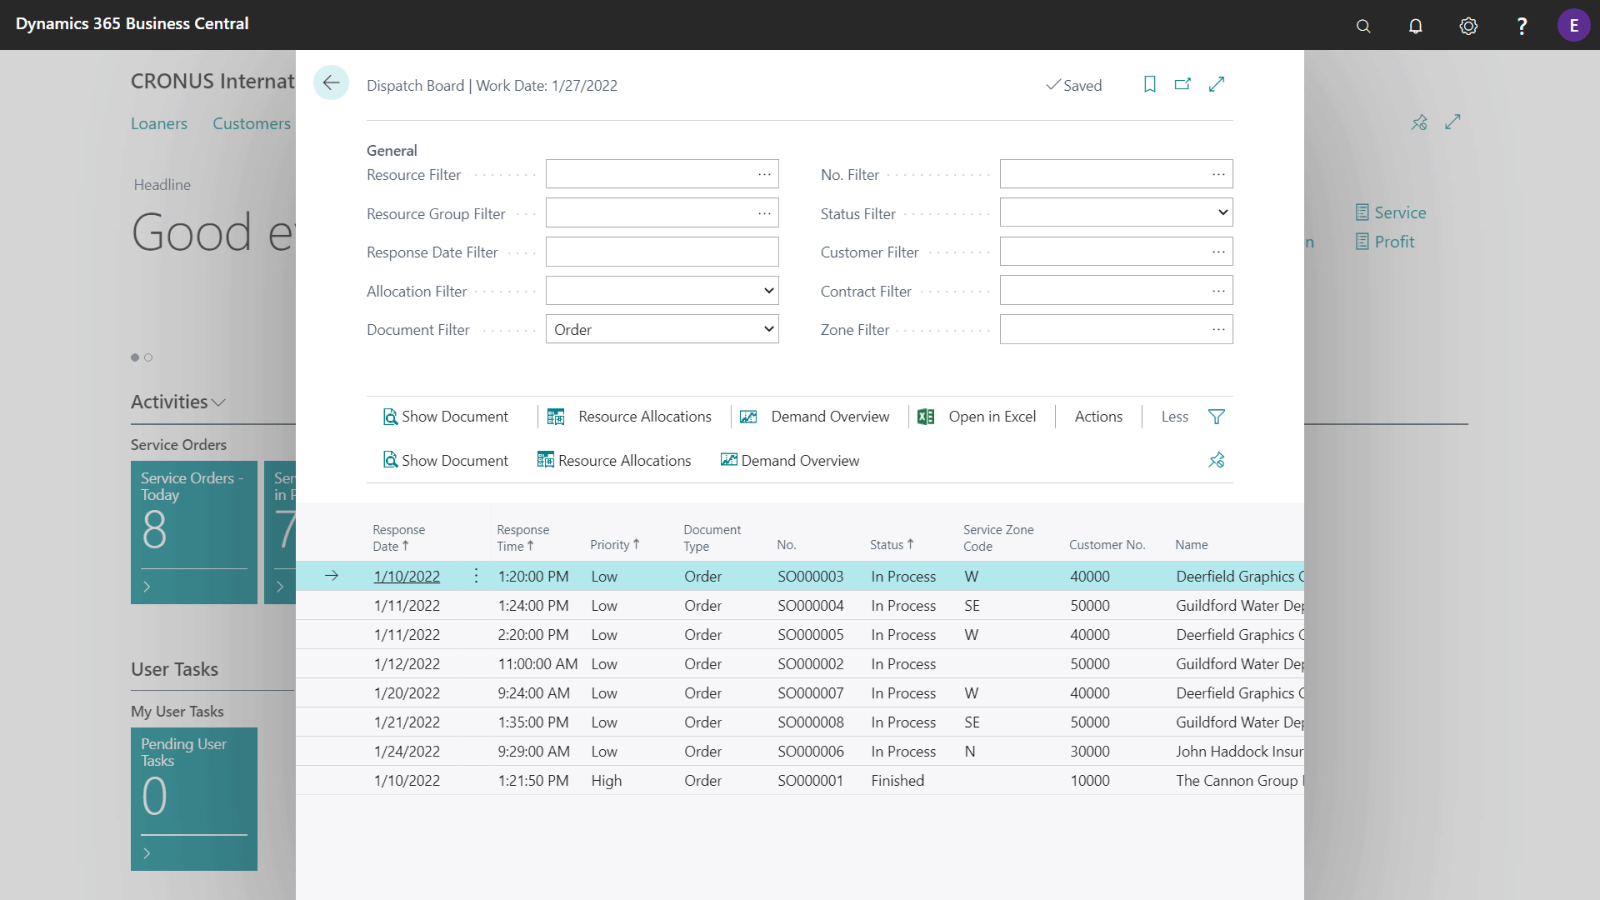 Dynamics 365 Business Central
E
CRONUS Internat
Loaners Customers
Headline
Good e
Activities
Service Orders
Service Orders - Today
8
Ser
in P
7
User Tasks
My User Tasks
Pending User Tasks
0
Dispatch Board | Work Date: 1/27/2022
Saved
General
Resource Filter
Resource Group Filter
Response Date Filter
Allocation Filter
Document Filter Order
No. Filter
Status Filter
Customer Filter
Contract Filter
Zone Filter
Show Document Resource Allocations Demand Overview Open in Excel Actions Less
Show Document Resource Allocations Demand Overview
Response Date↑ Response Time↑ Priority↑ Document Type No. Status↑ Service Zone Code Customer No. Name
1/10/2022 1:20:00 PM Low Order SO000003 In Process W 40000 Deerfield Graphics C
1/11/2022 1:24:00 PM Low Order SO000004 In Process SE 50000 Guildford Water Dep
1/11/2022 2:20:00 PM Low Order SO000005 In Process W 40000 Deerfield Graphics C
1/12/2022 11:00:00 AM Low Order SO000002 In Process 50000 Guildford Water Dep
1/20/2022 9:24:00 AM Low Order SO000007 In Process W 40000 Deerfield Graphics C
1/21/2022 1:35:00 PM Low Order SO000008 In Process SE 50000 Guildford Water Dep
1/24/2022 9:29:00 AM Low Order SO000006 In Process N 30000 John Haddock Insur
1/10/2022 1:21:50 PM High Order SO000001 Finished 10000 The Cannon Group
Service
n Profit